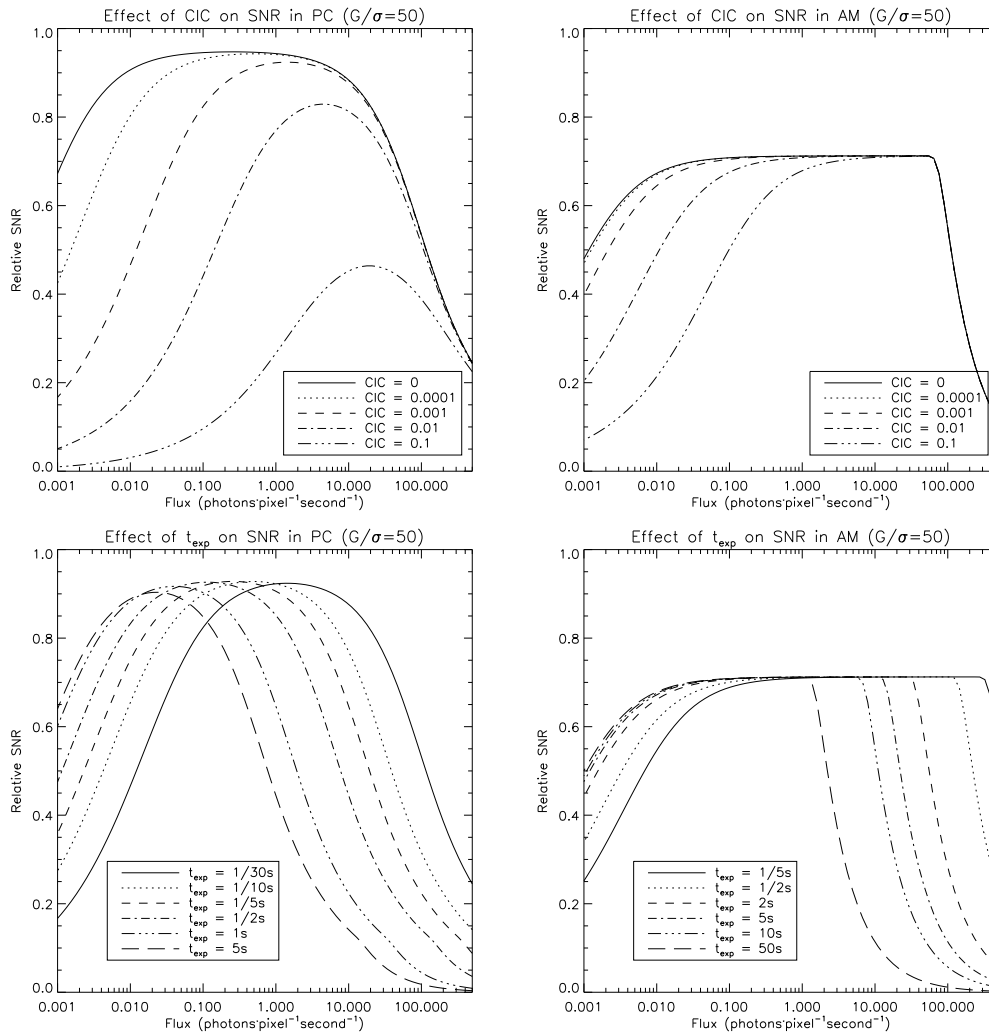 Effect of CIC on SNR in PC (G/σ=50)
1.0
0.8
0.6
0.4
0.2
0.0
Relative SNR
CIC = 0
CIC = 0.0001
CIC = 0.001
CIC = 0.01
CIC = 0.1
0.001 0.010 0.100 1.000 10.000 100.000
Flux (photons·pixel⁻¹second⁻¹)
Effect of CIC on SNR in AM (G/σ=50)
1.0
0.8
0.6
0.4
0.2
0.0
Relative SNR
CIC = 0
CIC = 0.0001
CIC = 0.001
CIC = 0.01
CIC = 0.1
0.001 0.010 0.100 1.000 10.000 100.000
Flux (photons·pixel⁻¹second⁻¹)
Effect of t_exp on SNR in PC (G/σ=50)
1.0
0.8
0.6
0.4
0.2
0.0
Relative SNR
t_exp = 1/30s
t_exp = 1/10s
t_exp = 1/5s
t_exp = 1/2s
t_exp = 1s
t_exp = 5s
0.001 0.010 0.100 1.000 10.000 100.000
Flux (photons·pixel⁻¹second⁻¹)
Effect of t_exp on SNR in AM (G/σ=50)
1.0
0.8
0.6
0.4
0.2
0.0
Relative SNR
t_exp = 1/5s
t_exp = 1/2s
t_exp = 2s
t_exp = 5s
t_exp = 10s
t_exp = 50s
0.001 0.010 0.100 1.000 10.000 100.000
Flux (photons·pixel⁻¹second⁻¹)